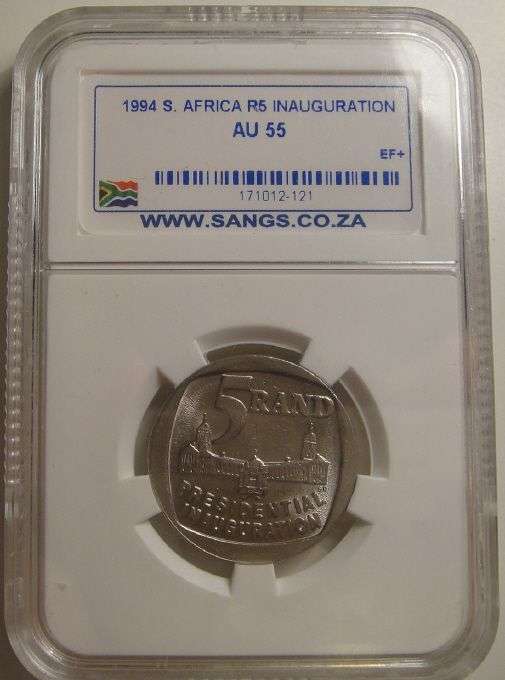 1994 S. AFRICA R5 INAUGURATION
AU 55
EF+
171012-121
WWW.SANGS.CO.ZA
5 RAND
PRESIDENTIAL
INAUGURATION